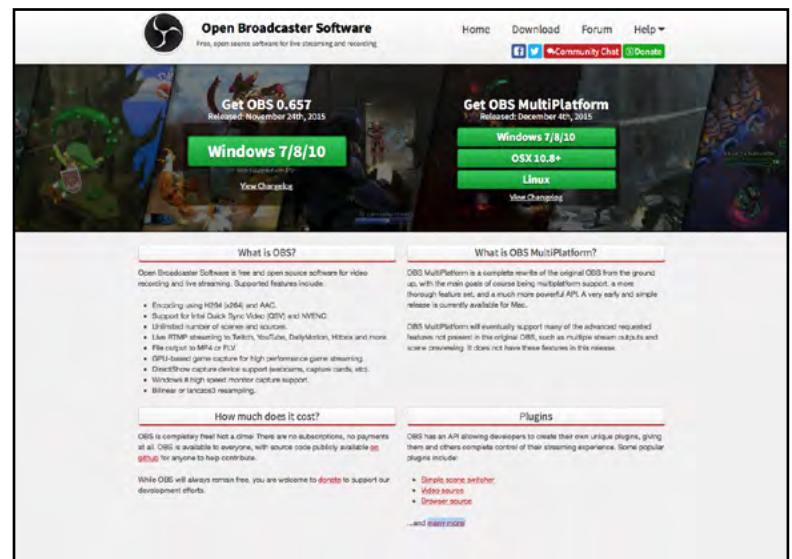 Open Broadcaster Software
Free, open source software for live streaming and recording
Home Download Forum Help
Community Chat Donate
Get OBS 0.657
Released: November 24th, 2015
Windows 7/8/10
View Changelog
Get OBS MultiPlatform
Released: December 4th, 2015
Windows 7/8/10
OSX 10.8+
Linux
View Changelog
What is OBS?
Open Broadcaster Software is free and open source software for video
recording and live streaming. Supported features include:
Encoding using H264 (x264) and AAC.
Support for Intel Quick Sync Video (QSV) and NVENC.
Unlimited number of scenes and sources.
Live RTMP streaming to Twitch, YouTube, DailyMotion, Hitbox and more.
File output to MP4 or FLV.
GPU-based game capture for high performance game streaming.
DirectShow capture device support (webcams, capture cards, etc).
Windows 8 high speed monitor capture support.
Bilinear or lanczos3 resampling.
What is OBS MultiPlatform?
OBS MultiPlatform is a complete rewrite of the original OBS from the ground
up, with the main goals of course being multiplatform support, a more
thorough feature set, and a much more powerful API. A very early and simple
release is currently available for Mac.
OBS MultiPlatform will eventually support many of the advanced requested
features not present in the original OBS, such as multiple stream outputs and
scene previewing. It does not have these features in this release.
How much does it cost?
OBS is completely free! Not a dime! There are no subscriptions, no payments
at all. OBS is available to everyone, with source code publicly available on
github for anyone to help contribute.
While OBS will always remain free, you are welcome to donate to support our
development efforts.
Plugins
OBS has an API allowing developers to create their own unique plugins, giving
them and others complete control of their streaming experience. Some popular
plugins include:
Simple scene switcher
Video source
Browser source
...and many more!